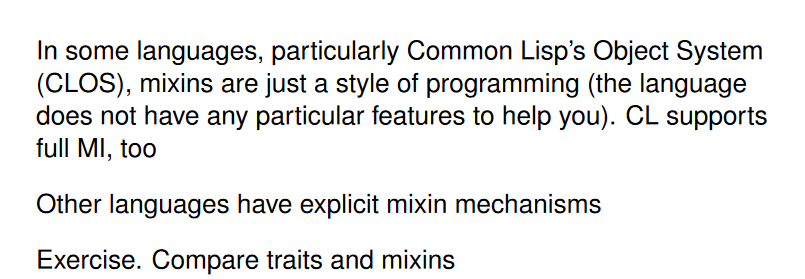 In some languages, particularly Common Lisp's Object System
(CLOS), mixins are just a style of programming (the language
does not have any particular features to help you). CL supports
full MI, too
Other languages have explicit mixin mechanisms
Exercise. Compare traits and mixins